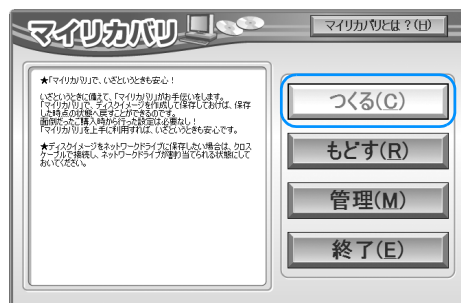 マイリカバリ
マイリカバリとは?(H)
★「マイリカバリ」で、いざというときも安心!
いざというときに備えて、「マイリカバリ」がお手伝いをします。
「マイリカバリ」で、ディスクイメージを作成して保存しておけば、保存
した時点の状態へ戻すことができるのです。
面倒だったご購入時から行った設定は必要なし!
「マイリカバリ」を上手に利用すれば、いざというときも安心です。
★ディスクイメージをネットワークドライブに保存したい場合は、クロス
ケーブルで接続し、ネットワークドライブが割り当てられる状態にして
おいてください。
つくる(C)
もどす(R)
管理(M)
終了(E)